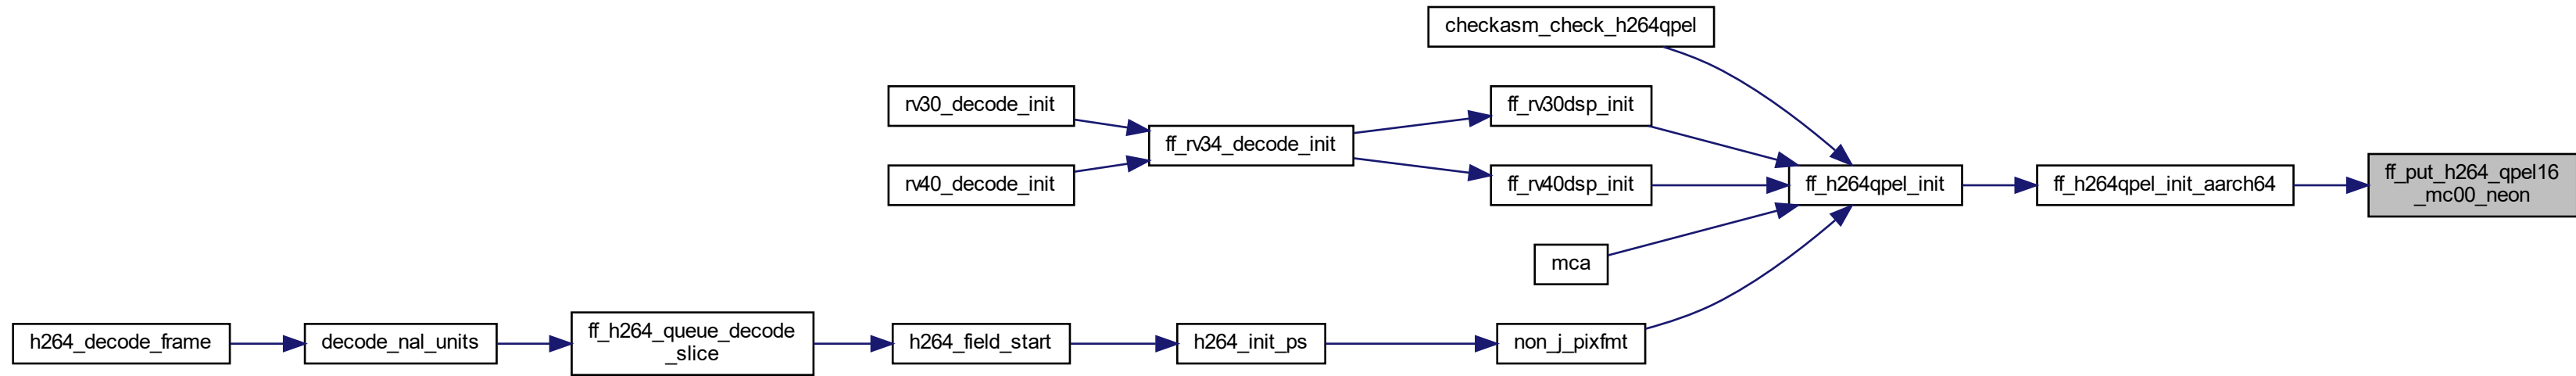 checkasm_check_h264qpel
rv30_decode_init
ff_rv30dsp_init
ff_rv34_decode_init
rv40_decode_init
ff_rv40dsp_init
ff_h264qpel_init
ff_h264qpel_init_aarch64
ff_put_h264_qpel16
_mc00_neon
mca
h264_decode_frame
decode_nal_units
ff_h264_queue_decode
_slice
h264_field_start
h264_init_ps
non_j_pixfmt